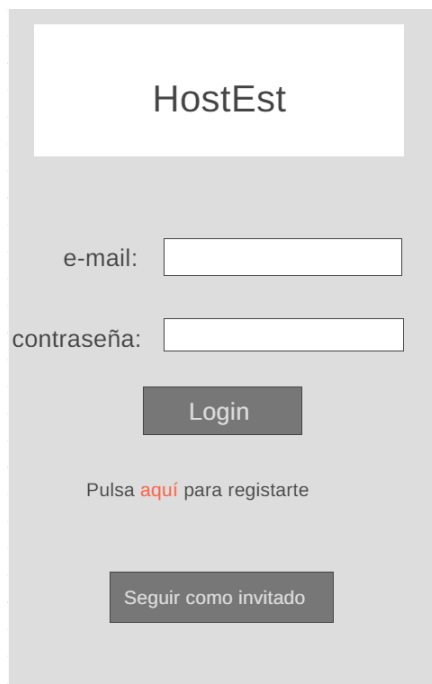 HostEst
e-mail:
contraseña:
Login
Pulsa aquí para registarte
Seguir como invitado